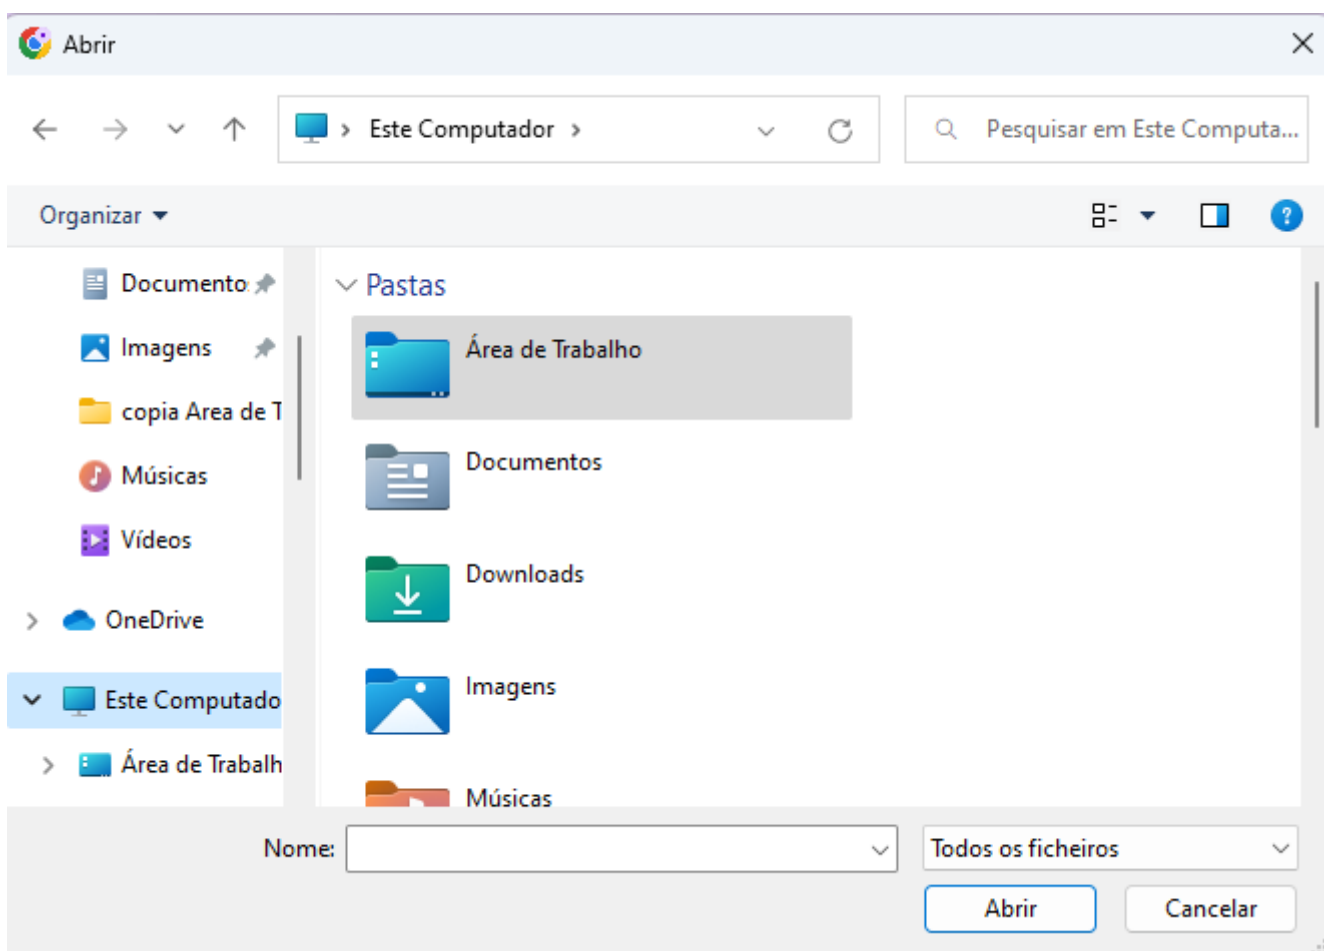 Abrir
Este Computador
Pesquisar em Este Computa...
Organizar
Documento
Imagens
copia Area de T
Músicas
Vídeos
OneDrive
Este Computado
Área de Trabalh
Pastas
Área de Trabalho
Documentos
Downloads
Imagens
Músicas
Nome:
Todos os ficheiros
Abrir
Cancelar